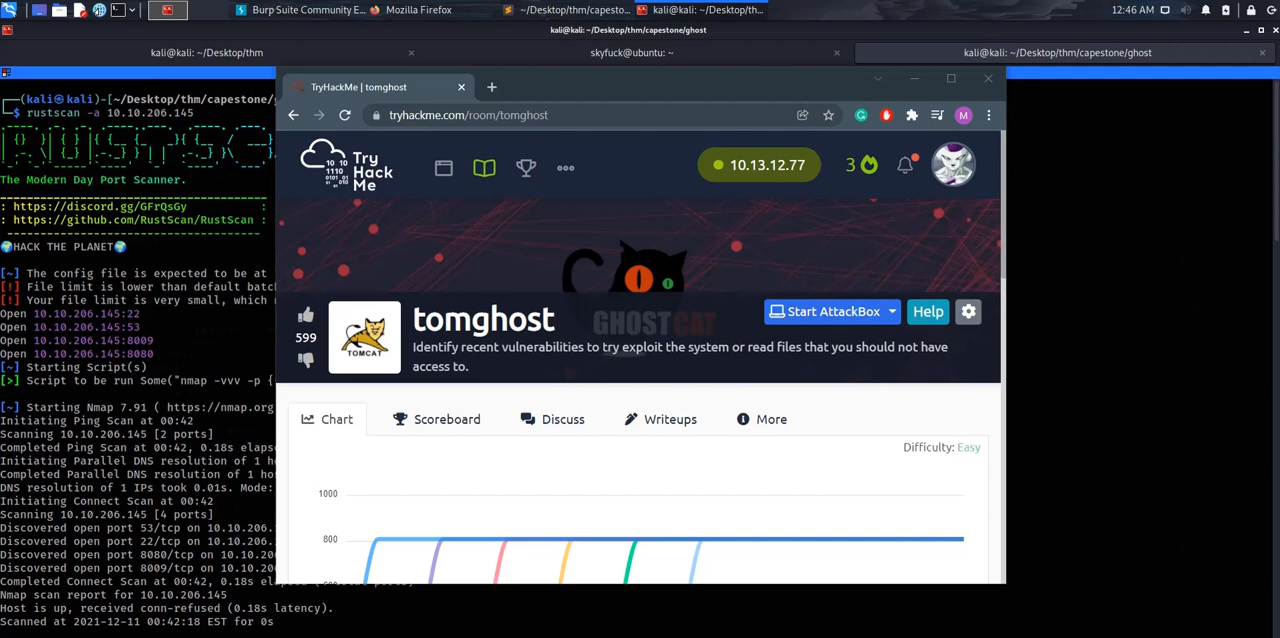 Burp Suite Community E...
Mozilla Firefox
~/Desktop/thm/capesto...
kali@kali: ~/Desktop/th...
12:46 AM
kali@kali: ~/Desktop/thm/capestone/ghost
kali@kali: ~/Desktop/thm
skyfuck@ubuntu: ~
kali@kali: ~/Desktop/thm/capestone/ghost
TryHackMe | tomghost
(kali㉿kali)-[~/Desktop/thm/capestone/g
rustscan -a 10.10.206.145
tryhackme.com/room/tomghost
M
Try
Hack
Me
10.13.12.77
3
The Modern Day Port Scanner.
: https://discord.gg/GFrQsGy :
: https://github.com/RustScan/RustScan :
🌍HACK THE PLANET🌍
[~] The config file is expected to be at
[!] File limit is lower than default batc
[!] Your file limit is very small, which
Open 10.10.206.145:22
Open 10.10.206.145:53
Open 10.10.206.145:8009
Open 10.10.206.145:8080
[~] Starting Script(s)
[>] Script to be run Some("nmap -vvv -p {
599
TOMCAT
tomghost
GHOSTCAT
Start AttackBox
Help
Identify recent vulnerabilities to try exploit the system or read files that you should not have
access to.
[~] Starting Nmap 7.91 ( https://nmap.org
Initiating Ping Scan at 00:42
Scanning 10.10.206.145 [2 ports]
Completed Ping Scan at 00:42, 0.18s elaps
Initiating Parallel DNS resolution of 1 ho
Completed Parallel DNS resolution of 1 hos
DNS resolution of 1 IPs took 0.01s. Mode:
Initiating Connect Scan at 00:42
Scanning 10.10.206.145 [4 ports]
Discovered open port 53/tcp on 10.10.206.
Discovered open port 22/tcp on 10.10.206.
Discovered open port 8080/tcp on 10.10.20
Discovered open port 8009/tcp on 10.10.20
Completed Connect Scan at 00:42, 0.18s el
Nmap scan report for 10.10.206.145
Host is up, received conn-refused (0.18s latency).
Scanned at 2021-12-11 00:42:18 EST for 0s
Chart
Scoreboard
Discuss
Writeups
More
Difficulty: Easy
1000
800